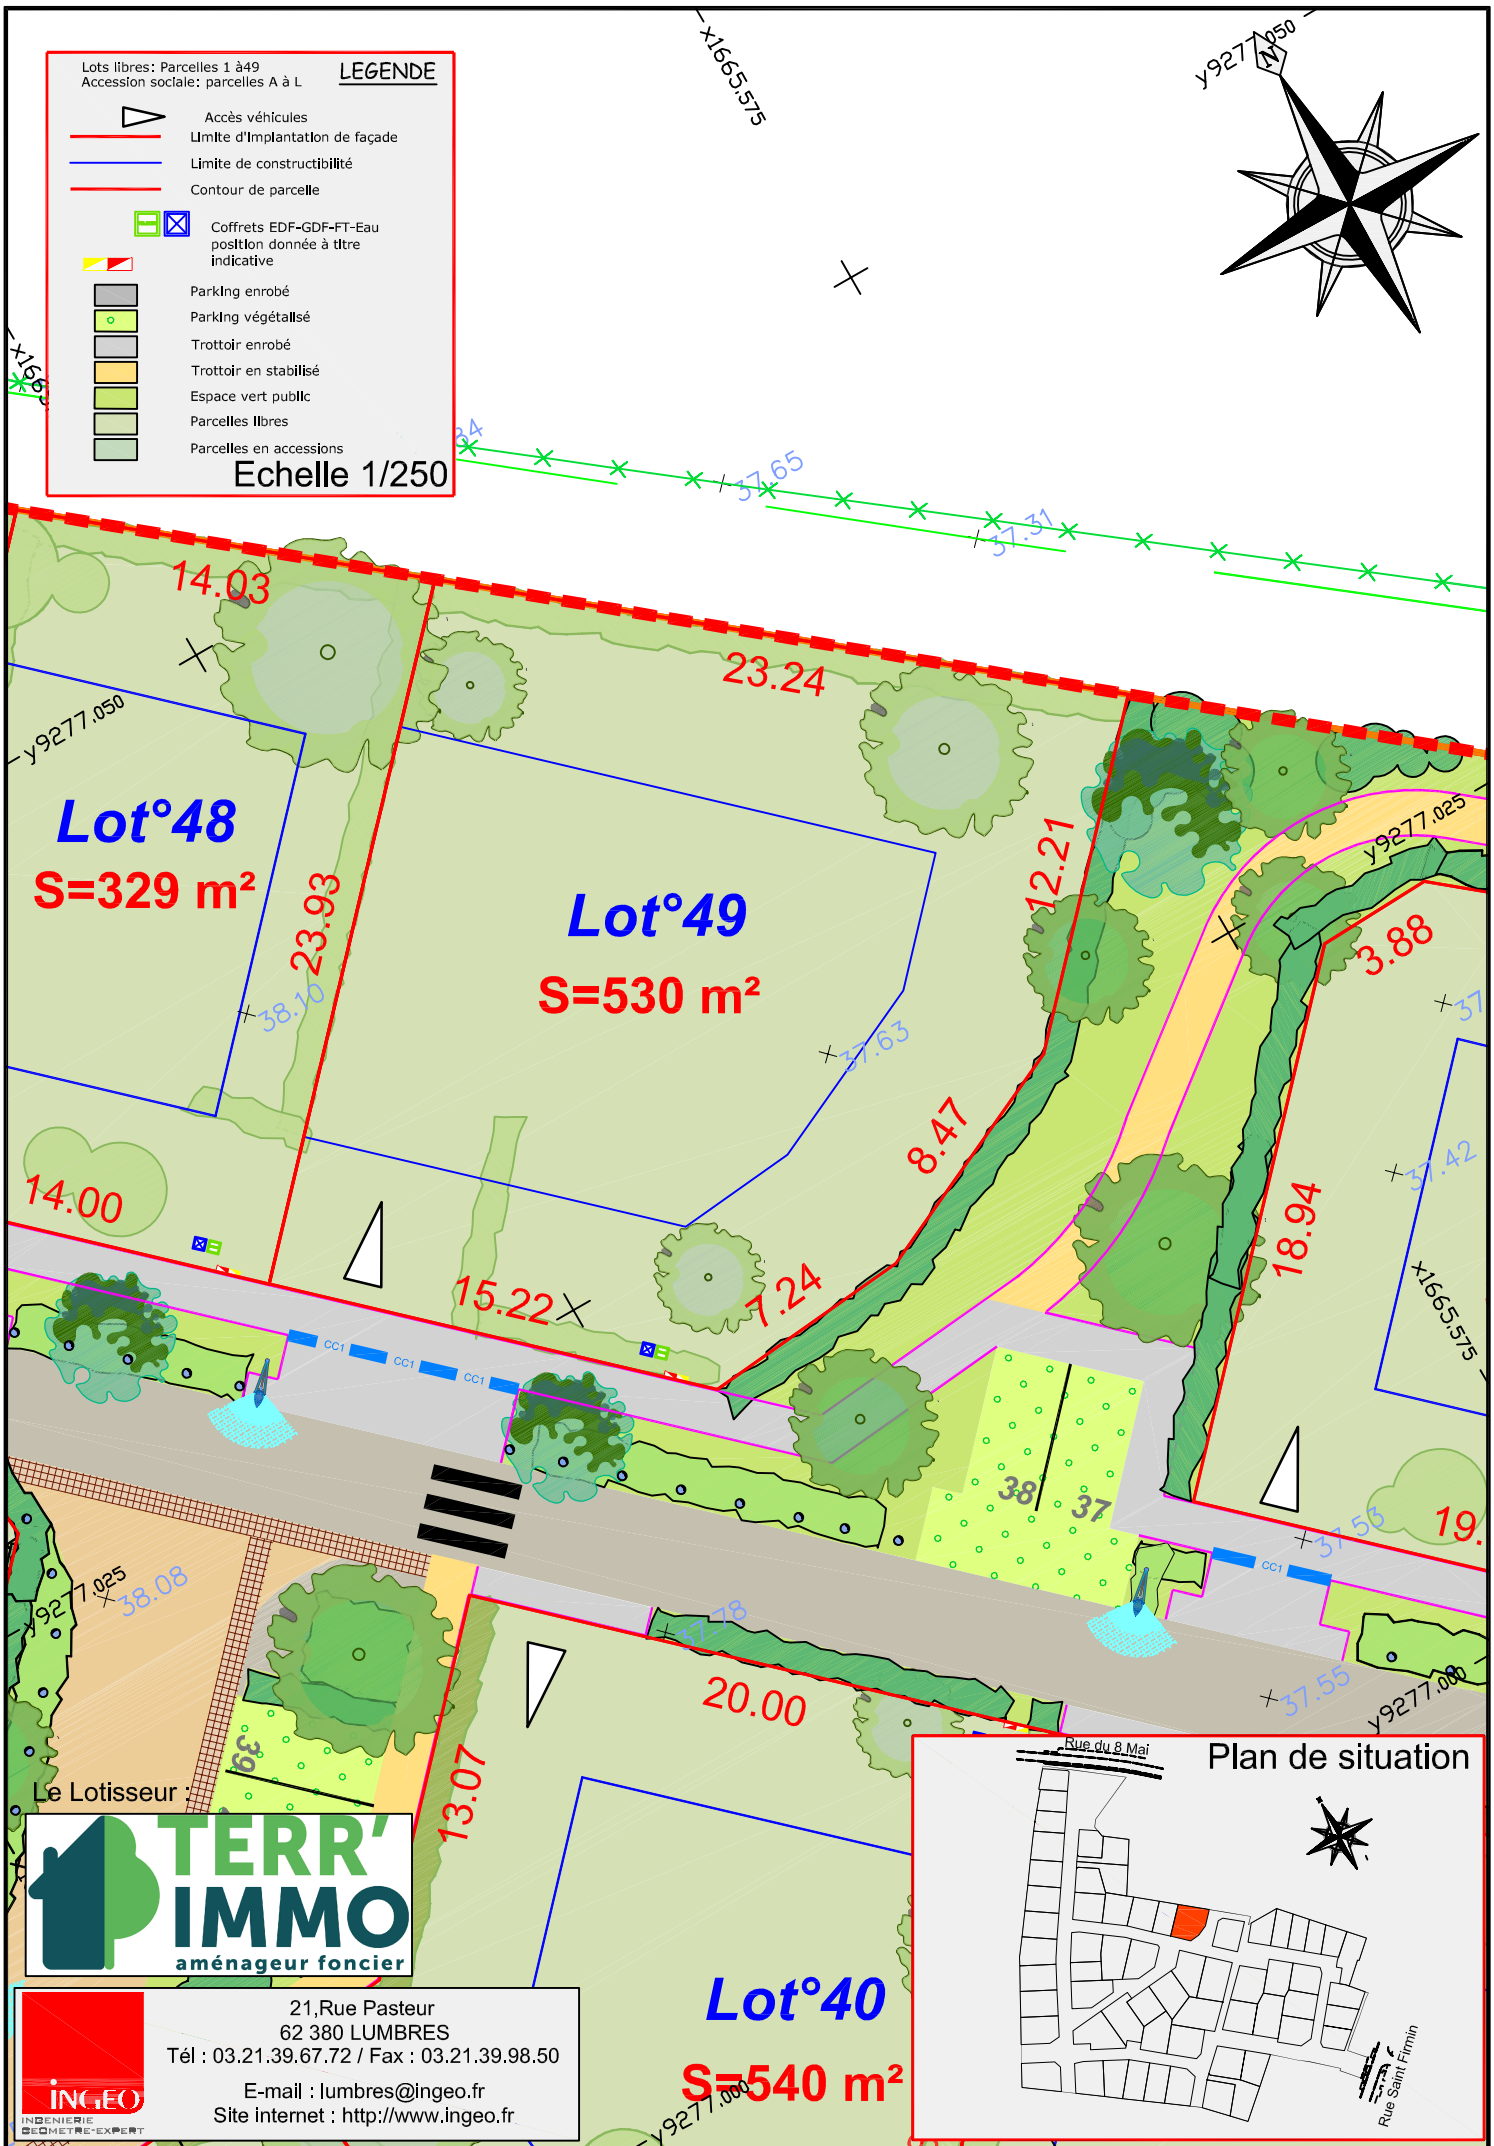 Lots libres: Parcelles 1 à49
Accession sociale: parcelles A à L
LEGENDE
Accès véhicules
Limite d'implantation de façade
Limite de constructibilité
Contour de parcelle
Coffrets EDF-GDF-FT-Eau
position donnée à titre
indicative
Parking enrobé
Parking végétalisé
Trottoir enrobé
Trottoir en stabilisé
Espace vert public
Parcelles libres
Parcelles en accessions
Echelle 1/250
x1665,575
y9277,050
N
84
37.65
37.31
14.03
23.24
y9277,050
Lot°48
S=329 m²
23.93
38.10
Lot°49
S=530 m²
37.63
12.21
y9277,025
3.88
37
8.47
37.42
18.94
14.00
15.22
7.24
x1665,575
CC1
CC1
CC1
38
37
37.53
19.
CC1
y9277,025
38.08
37.78
20.00
37.55
y9277,000
39
13.07
Le Lotisseur :
TERR'
IMMO
aménageur foncier
INGEO
INGENIERIE
GEOMETRE-EXPERT
21,Rue Pasteur
62 380 LUMBRES
Tél : 03.21.39.67.72 / Fax : 03.21.39.98.50
E-mail : lumbres@ingeo.fr
Site internet : http://www.ingeo.fr
Lot°40
S=540 m²
y9277,000
Plan de situation
Rue du 8 Mai
Rue Saint Firmin